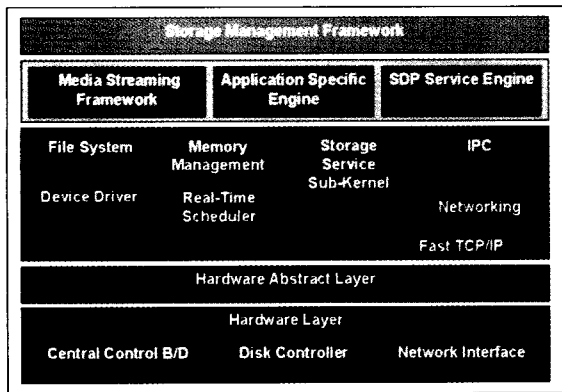 Storage Management Framework
Media Streaming Framework
Application Specific Engine
SDP Service Engine
File System
Memory Management
Storage Service Sub-Kernel
IPC
Device Driver
Real-Time Scheduler
Networking
Fast TCP/IP
Hardware Abstract Layer
Hardware Layer
Central Control B/D
Disk Controller
Network Interface